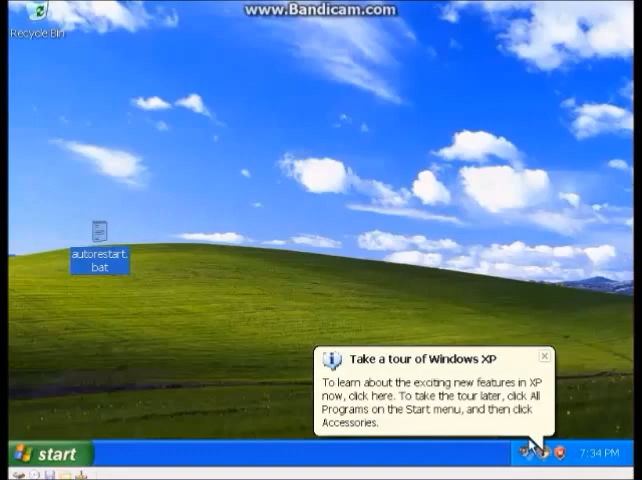 www.Bandicam.com
Recycle Bin
autorestart.
bat
Take a tour of Windows XP
To learn about the exciting new features in XP
now, click here. To take the tour later, click All
Programs on the Start menu, and then click
Accessories.
start
7:34 PM